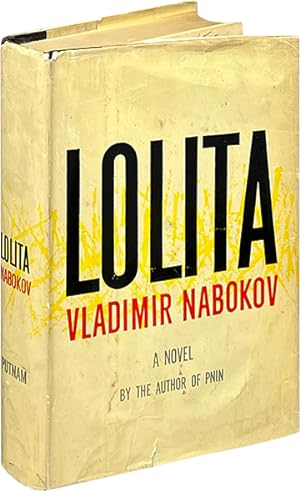 LOLITA
NABOKOV
PUTNAM
LOLITA
VLADIMIR NABOKOV
A NOVEL
BY THE AUTHOR OF PNIN